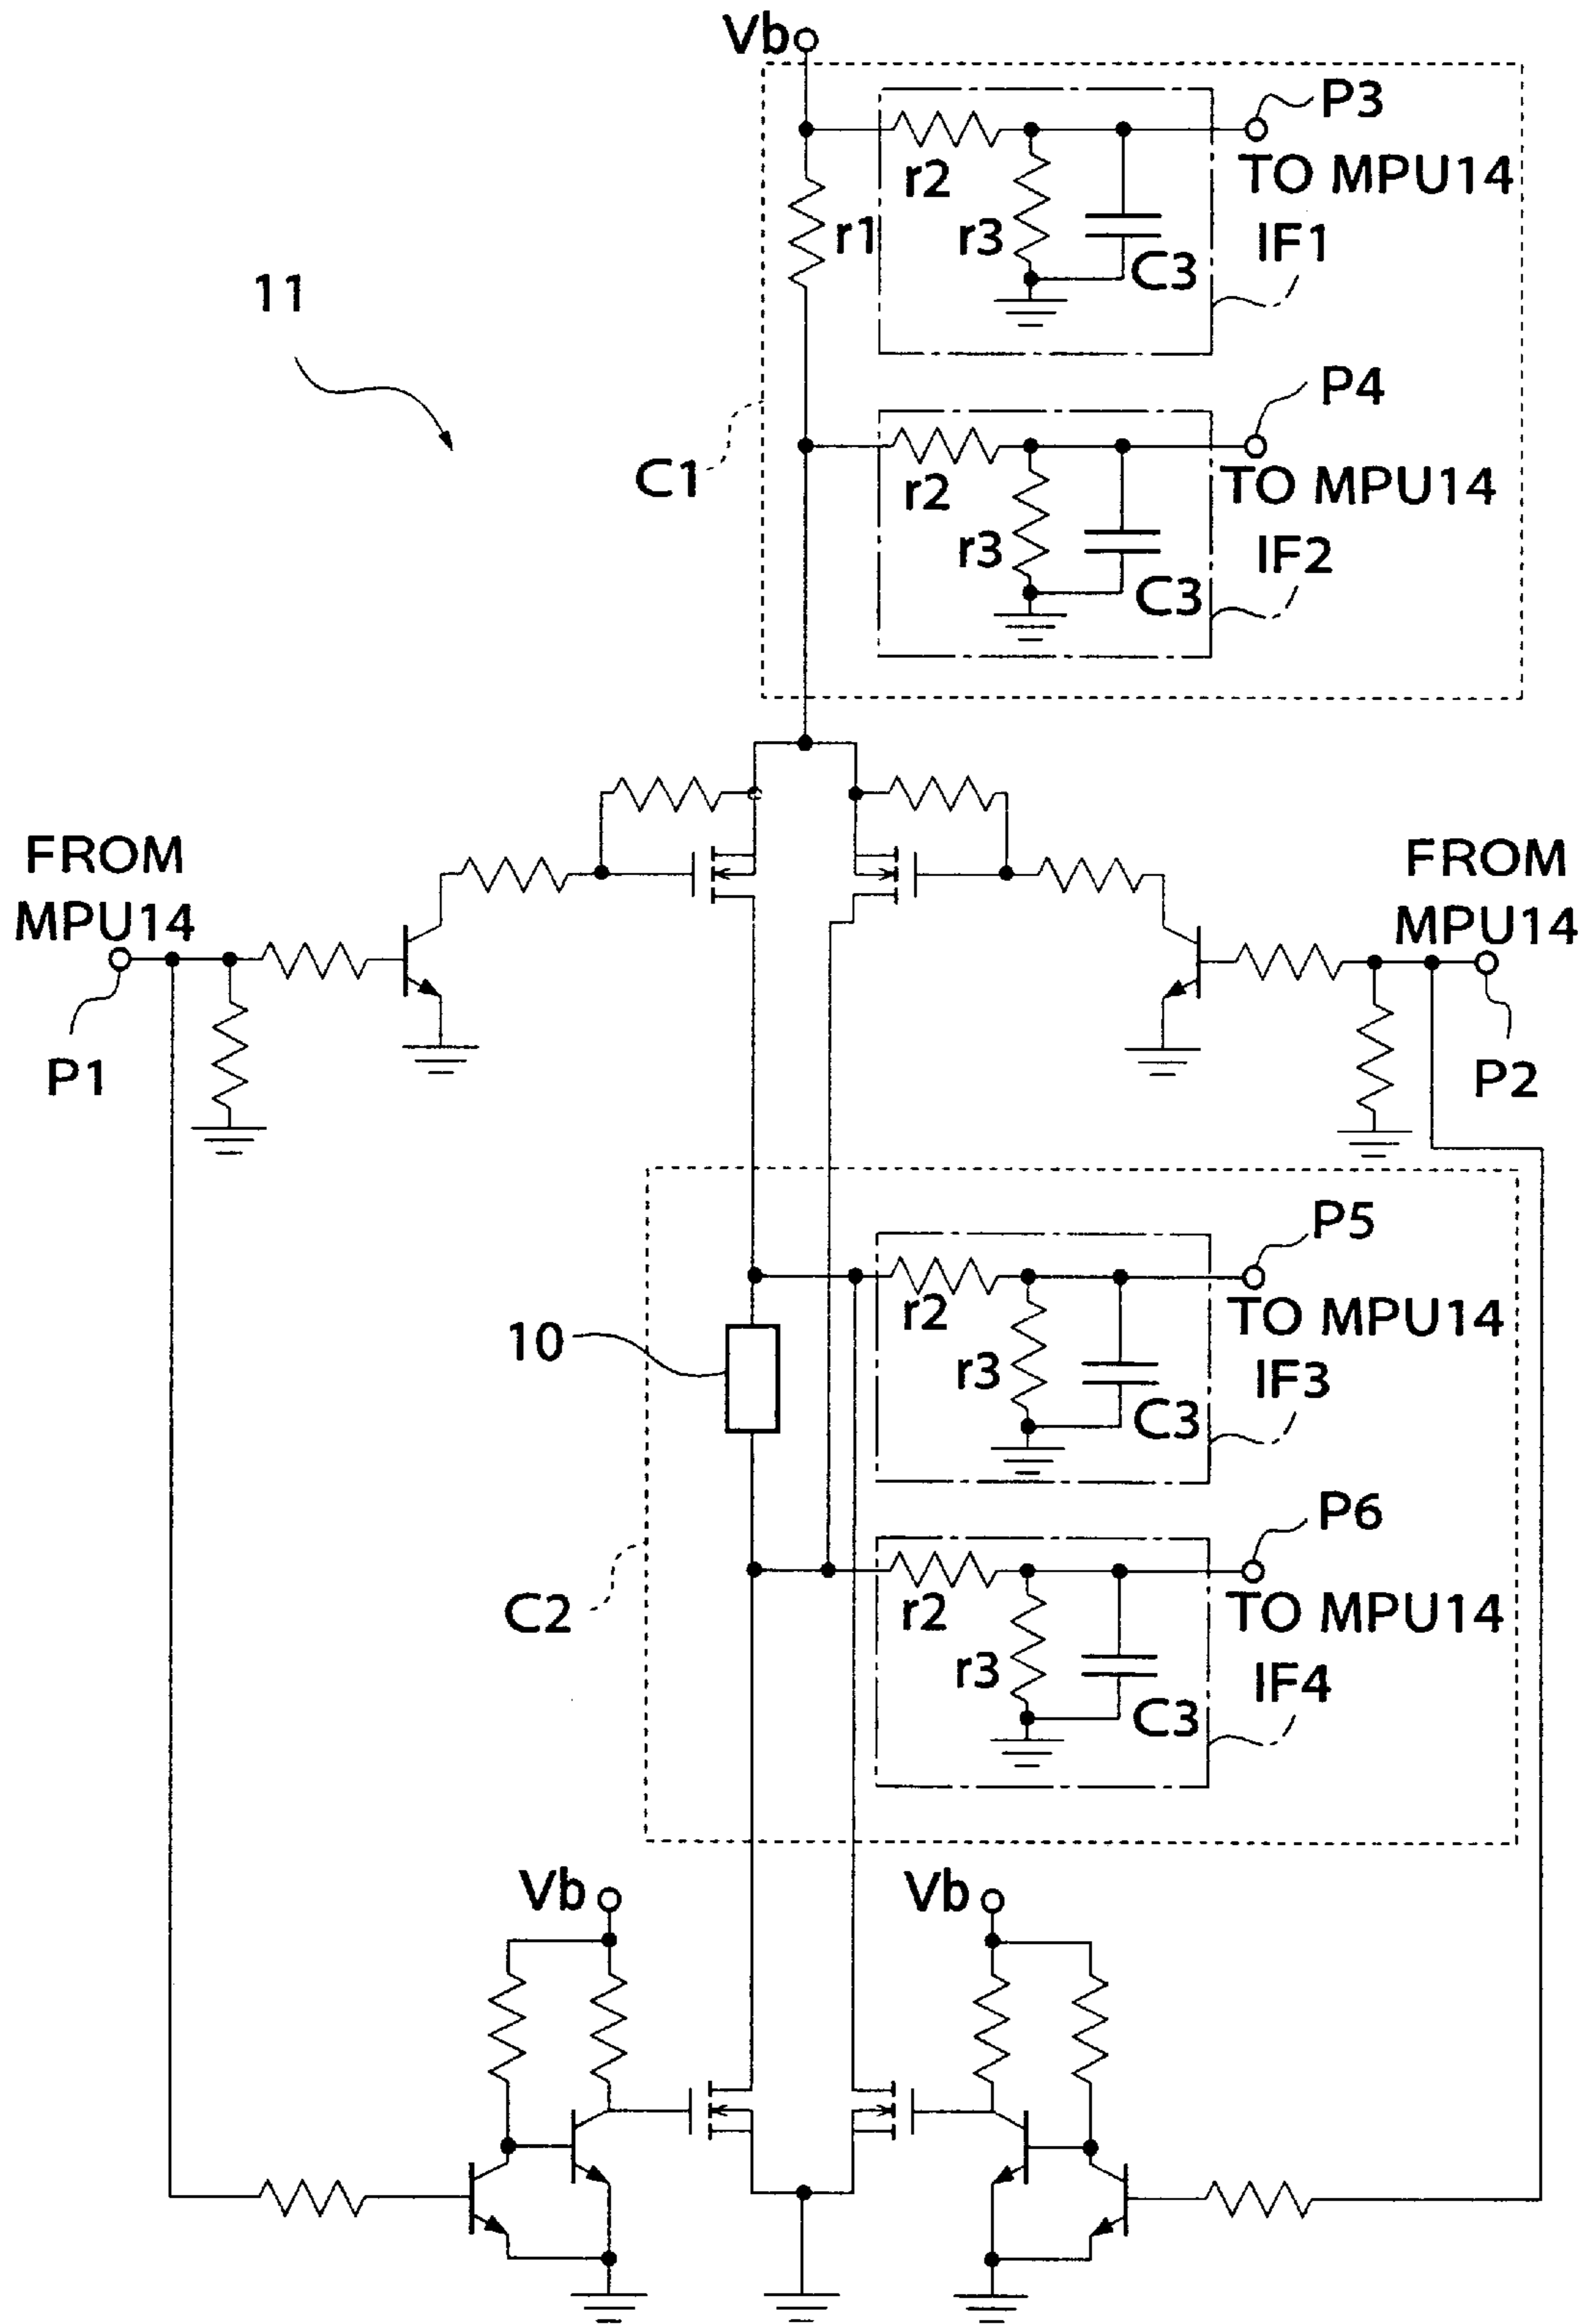 Vb
P3
TO MPU14
r2
r1
r3
C3
IF1
11
P4
C1
TO MPU14
r2
r3
C3
IF2
FROM
MPU14
FROM
MPU14
P1
P2
P5
10
r2
TO MPU14
r3
C3
IF3
P6
C2
r2
TO MPU14
r3
C3
IF4
Vb
Vb